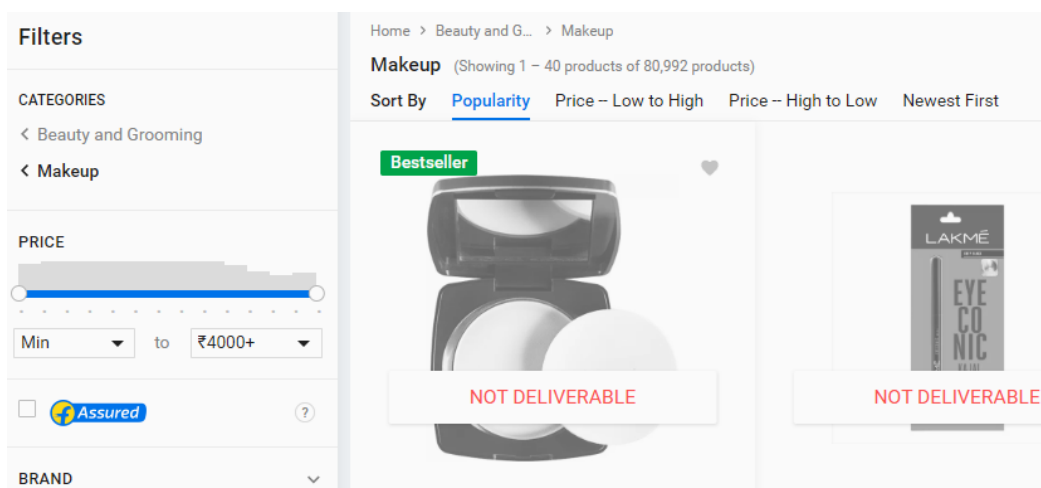 Filters
CATEGORIES
< Beauty and Grooming
< Makeup
PRICE
Min to ₹4000+
f Assured ?
BRAND
Home > Beauty and G... > Makeup
Makeup (Showing 1 – 40 products of 80,992 products)
Sort By Popularity Price -- Low to High Price -- High to Low Newest First
Bestseller
NOT DELIVERABLE
LAKMÉ
EYE
CO
NIC
NOT DELIVERABLE